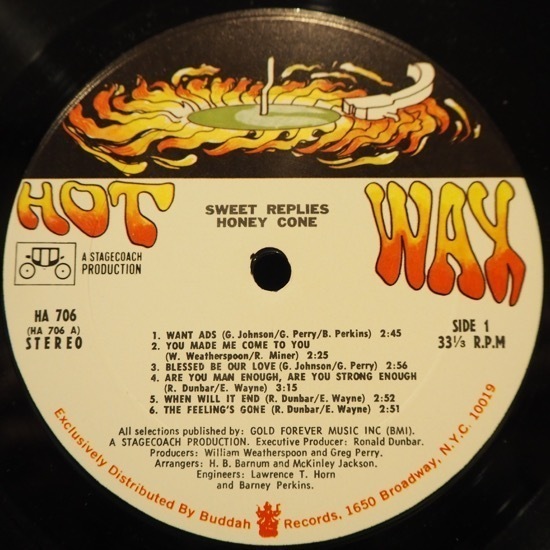 HOT WAX
SWEET REPLIES
HONEY CONE
A STAGECOACH
PRODUCTION
HA 706
(HA 706 A)
STEREO
SIDE 1
33⅓ R.P.M
1. WANT ADS (G. Johnson/G. Perry/B. Perkins) 2:45
2. YOU MADE ME COME TO YOU
(W. Weatherspoon/R. Miner) 2:25
3. BLESSED BE OUR LOVE (G. Johnson/G. Perry) 2:56
4. ARE YOU MAN ENOUGH, ARE YOU STRONG ENOUGH
(R. Dunbar/E. Wayne) 3:15
5. WHEN WILL IT END (R. Dunbar/E. Wayne) 2:52
6. THE FEELING'S GONE (R. Dunbar/E. Wayne) 2:51
All selections published by: GOLD FOREVER MUSIC INC (BMI).
A STAGECOACH PRODUCTION. Executive Producer: Ronald Dunbar.
Producers: William Weatherspoon and Greg Perry.
Arrangers: H. B. Barnum and McKinley Jackson.
Engineers: Lawrence T. Horn
and Barney Perkins.
Exclusively Distributed By Buddah Records, 1650 Broadway, N.Y.C. 10019